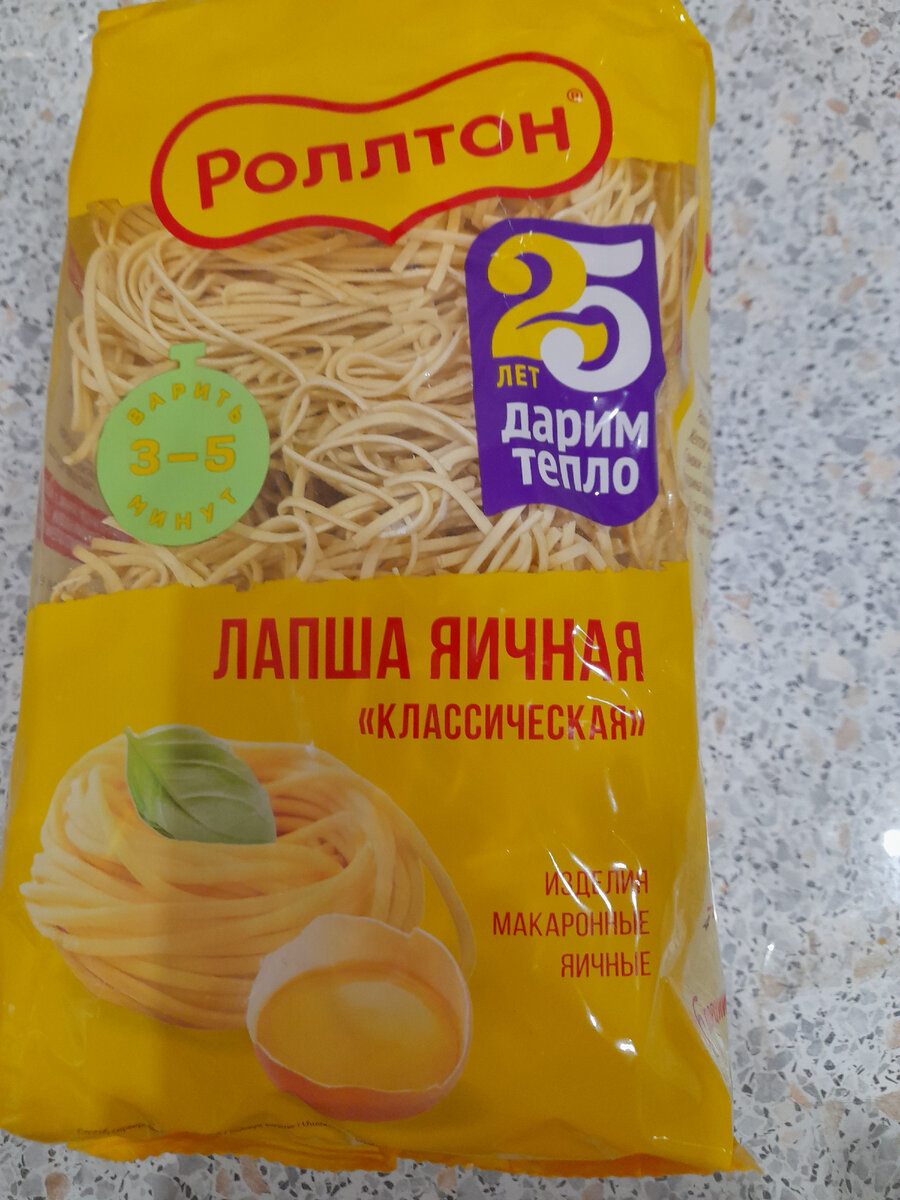 Роллтон®
25
ЛЕТ
дарим
тепло
ВАРИТЬ
3–5
МИНУТ
ЛАПША ЯИЧНАЯ
«КЛАССИЧЕСКАЯ»
ИЗДЕЛИЯ
МАКАРОННЫЕ
ЯИЧНЫЕ